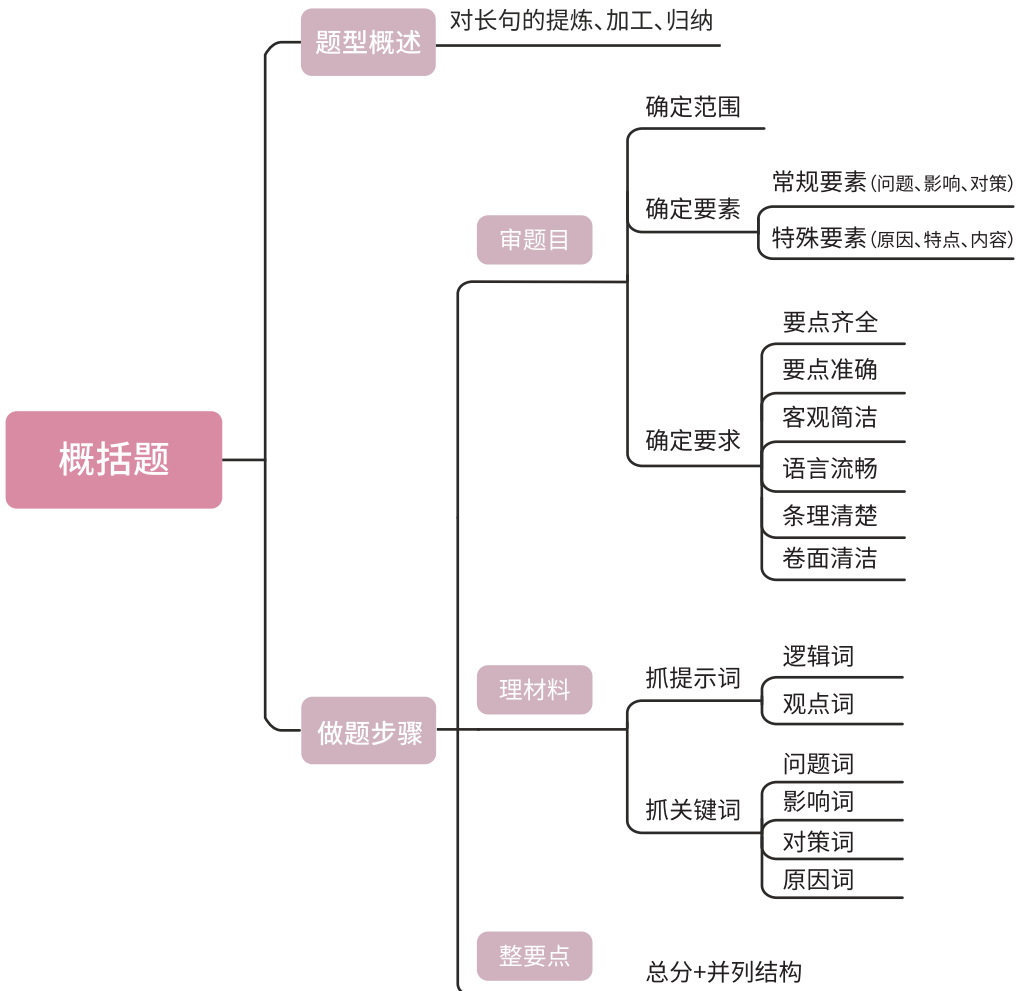 概括题
题型概述
对长句的提炼、加工、归纳
做题步骤
审题目
确定范围
确定要素
常规要素(问题、影响、对策)
特殊要素(原因、特点、内容)
确定要求
要点齐全
要点准确
客观简洁
语言流畅
条理清楚
卷面清洁
理材料
抓提示词
逻辑词
观点词
抓关键词
问题词
影响词
对策词
原因词
整要点
总分+并列结构